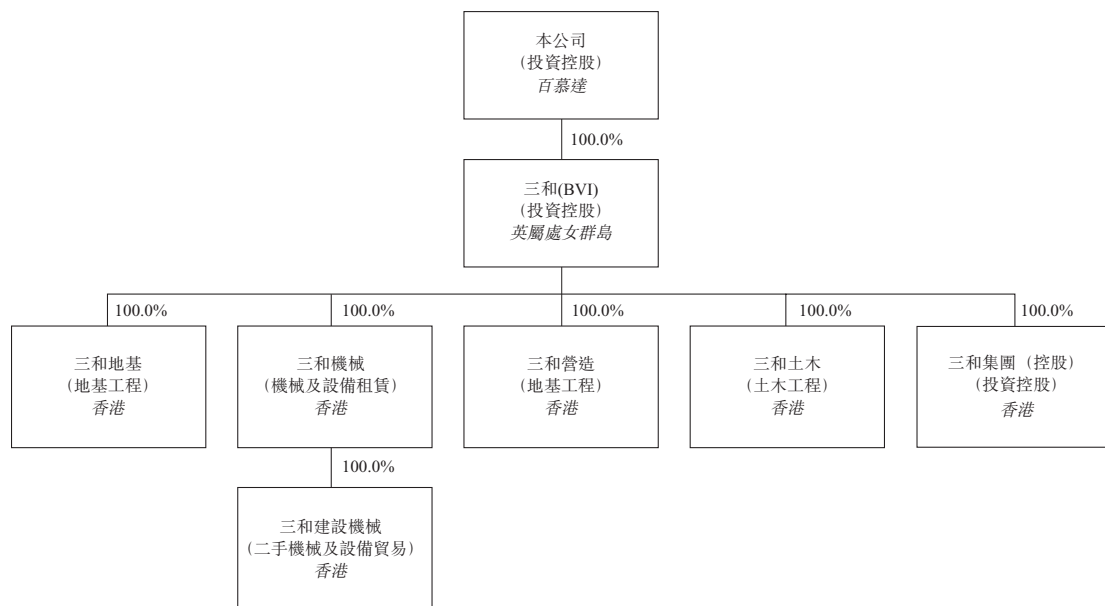 本公司
（投資控股）
百慕達
100.0%
三和(BVI)
（投資控股）
英屬處女群島
100.0%
100.0%
100.0%
100.0%
100.0%
三和地基
(地基工程)
香港
三和機械
(機械及設備租賃)
香港
三和營造
(地基工程)
香港
三和土木
(土木工程)
香港
三和集團（控股）
(投資控股)
香港
100.0%
三和建設機械
（二手機械及設備貿易）
香港